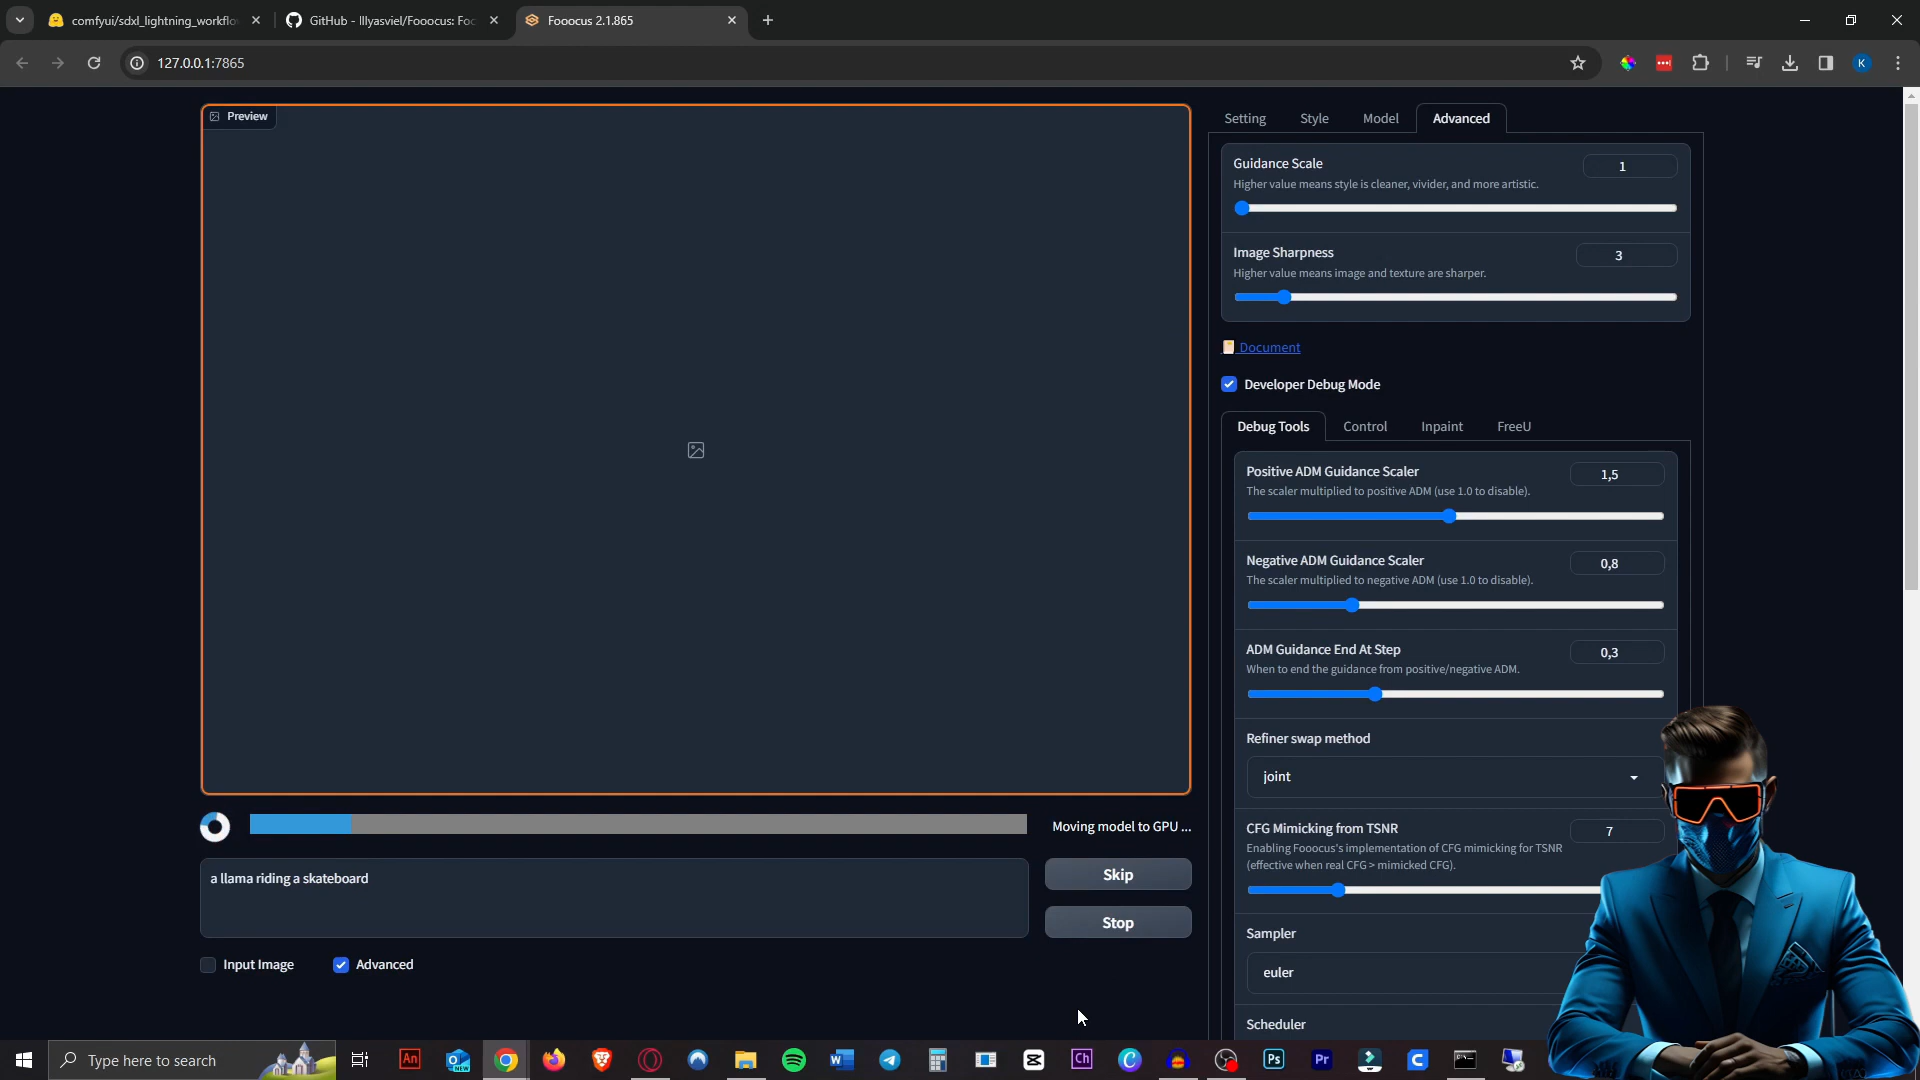 comfyui/sdxl_lightning_workflo
GitHub - lllyasviel/Fooocus: Foc
Fooocus 2.1.865
127.0.0.1:7865
K
Preview
Setting
Style
Model
Advanced
Guidance Scale
1
Higher value means style is cleaner, vivider, and more artistic.
Image Sharpness
3
Higher value means image and texture are sharper.
Document
Developer Debug Mode
Debug Tools
Control
Inpaint
FreeU
Positive ADM Guidance Scaler
1,5
The scaler multiplied to positive ADM (use 1.0 to disable).
Negative ADM Guidance Scaler
0,8
The scaler multiplied to negative ADM (use 1.0 to disable).
ADM Guidance End At Step
0,3
When to end the guidance from positive/negative ADM.
Refiner swap method
joint
CFG Mimicking from TSNR
7
Enabling Fooocus's implementation of CFG mimicking for TSNR
(effective when real CFG > mimicked CFG).
Sampler
euler
Scheduler
Moving model to GPU ...
a llama riding a skateboard
Skip
Stop
Input Image
Advanced
Type here to search
An
NEW
Ch
Ps
Pr